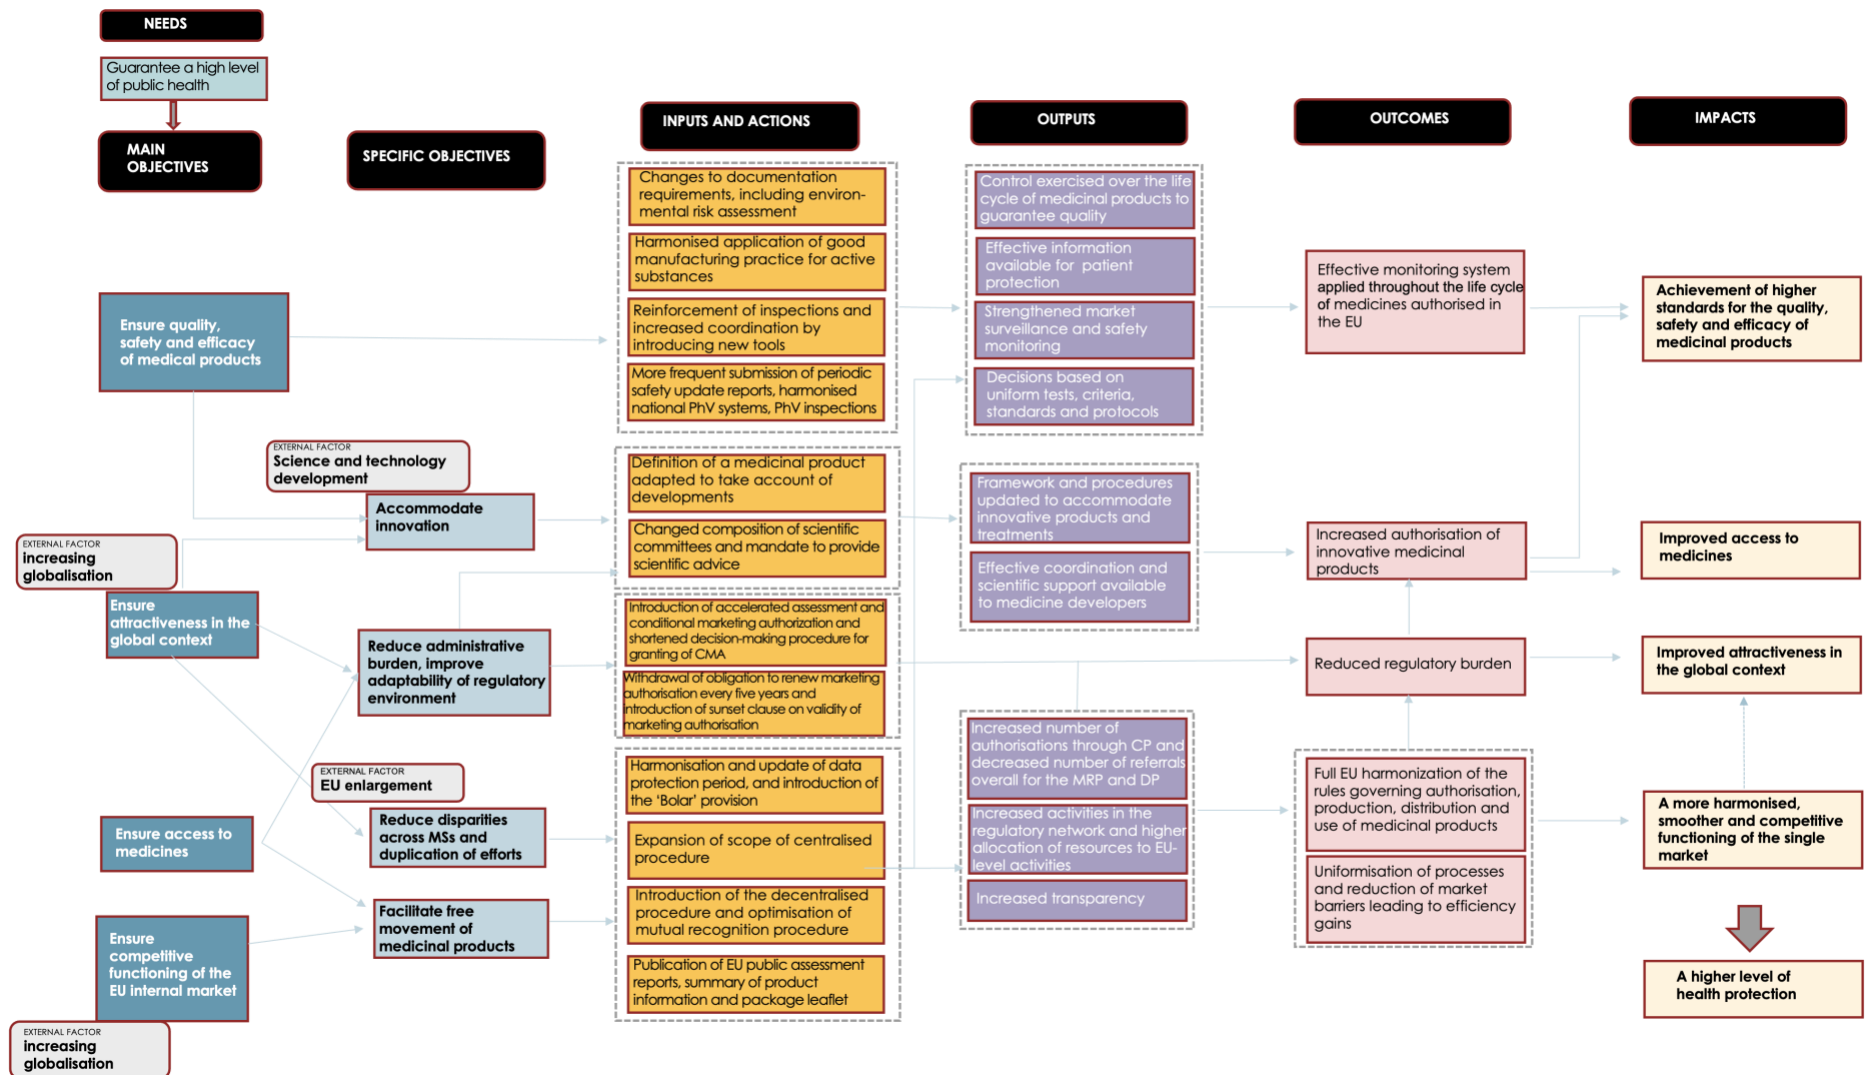 NEEDS
Guarantee a high level
of public health
MAIN
OBJECTIVES
SPECIFIC OBJECTIVES
INPUTS AND ACTIONS
OUTPUTS
OUTCOMES
IMPACTS
Ensure quality,
safety and efficacy
of medical products
EXTERNAL FACTOR
increasing
globalisation
Ensure
attractiveness in the
global context
Ensure access to
medicines
Ensure
competitive
functioning of the
EU internal market
EXTERNAL FACTOR
increasing
globalisation
EXTERNAL FACTOR
Science and technology
development
Accommodate
innovation
Reduce administrative
burden, improve
adaptability of regulatory
environment
EXTERNAL FACTOR
EU enlargement
Reduce disparities
across MSs and
duplication of efforts
Facilitate free
movement of
medicinal products
Changes to documentation
requirements, including environ-
mental risk assessment
Harmonised application of good
manufacturing practice for active
substances
Reinforcement of inspections and
increased coordination by
introducing new tools
More frequent submission of periodic
safety update reports, harmonised
national PhV systems, PhV inspections
Definition of a medicinal product
adapted to take account of
developments
Changed composition of scientific
committees and mandate to provide
scientific advice
Introduction of accelerated assessment and
conditional marketing authorization and
shortened decision-making procedure for
granting of CMA
Withdrawal of obligation to renew marketing
authorisation every five years and
introduction of sunset clause on validity of
marketing authorisation
Harmonisation and update of data
protection period, and introduction of
the ‘Bolar’ provision
Expansion of scope of centralised
procedure
Introduction of the decentralised
procedure and optimisation of
mutual recognition procedure
Publication of EU public assessment
reports, summary of product
information and package leaflet
Control exercised over the life
cycle of medicinal products to
guarantee quality
Effective information
available for patient
protection
Strengthened market
surveillance and safety
monitoring
Decisions based on
uniform tests, criteria,
standards and protocols
Framework and procedures
updated to accommodate
innovative products and
treatments
Effective coordination and
scientific support available
to medicine developers
Increased number of
authorisations through CP and
decreased number of referrals
overall for the MRP and DP
Increased activities in the
regulatory network and higher
allocation of resources to EU-
level activities
Increased transparency
Effective monitoring system
applied throughout the life cycle
of medicines authorised in
the EU
Increased authorisation of
innovative medicinal
products
Reduced regulatory burden
Full EU harmonization of the
rules governing authorisation,
production, distribution and
use of medicinal products
Uniformisation of processes
and reduction of market
barriers leading to efficiency
gains
Achievement of higher
standards for the quality,
safety and efficacy of
medicinal products
Improved access to
medicines
Improved attractiveness in
the global context
A more harmonised,
smoother and competitive
functioning of the single
market
A higher level of
health protection